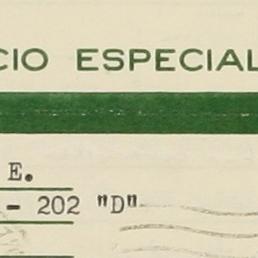 CIO ESPECIAL
E.
- 202 "D"